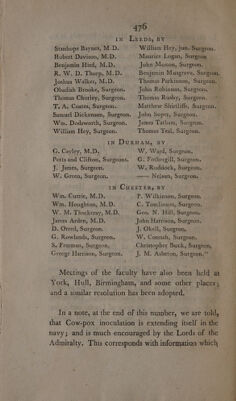 476
IN LEEDS, BY
Stanhope Baynes, M.D. William Hey, jun. Surgeon.
Robert Davison, M.D. Maurice Logan, Surgeon
Benjamin Hird, M.D. John Moxon, Surgeon.
R. W. D. Thorp, M.D. Benjamin Musgrave, Surgeon.
Joshua Walker, M.D. Thomas Parkinson, Surgeon.
Obadiah Brooke, Surgeon. John Robinson, Surgeon.
Thomas Chorley, Surgeon. Thomas Rusby, Surgeon.
T. A. Coates, Surgeon. Matthew Shirtliffe, Surgeon.
Samuel Dickenson, Surgeon. John Soper, Surgeon.
Wm. Dodsworth, Surgeon. James Tatham, Surgeon.
William Hey, Surgeon. Thomas Teal, Surgeon.
IN DURHAM, BY
G. Cayley, M.D. W. Ward, Surgeon.
Potts and Clifton, Surgeons. G. Fothergill, Surgeon.
J. James, Surgeon. W. Ruddock, Surgeon.
W. Green, Surgeon. —— Nelson, Surgeon.
IN CHESTER, BY
Wm. Currie, M.D. P. Wilkinson, Surgeon.
Wm. Houghton, M.D. C. Tomlinson, Surgeon.
W. M. Thackeray, M.D. Geo. N. Hill, Surgeon.
James Arden, M.D. John Harrison, Surgeon.
D. Orred, Surgeon. J. Okell, Surgeon.
G. Rowlands, Surgeon. W. Connah, Surgeon.
S. Freeman, Surgeon. Christopher Buck, Surgeon.
George Harrison, Surgeon. J. M. Asheton, Surgeon."
Meetings of the faculty have also been held at
York, Hull, Birmingham, and some other places;
and a similar resolution has been adopted.
In a note, at the end of this number, we are told,
that Cow-pox inoculation is extending itself in the
navy; and is much encouraged by the Lords of the
Admiralty. This corresponds with information which